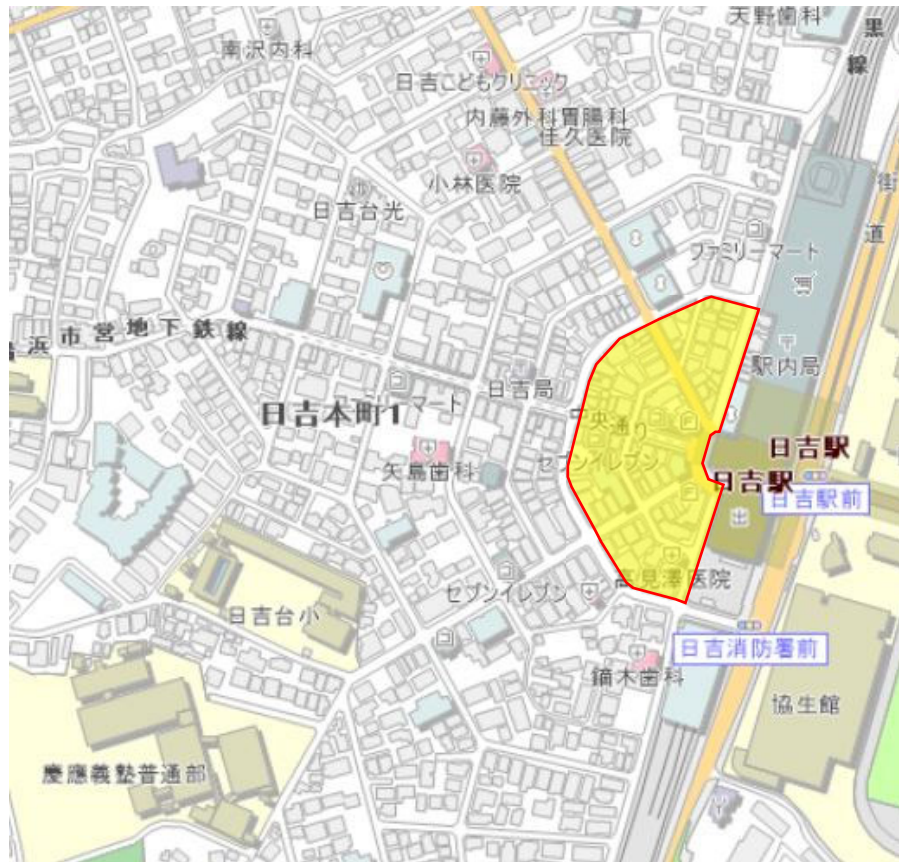 天野歯科
黒
線
南沢内科
日吉こどもクリニック
内藤外科胃腸科
佳久医院
小林医院
街
道
日吉台光
ファミリーマート
浜市営地下鉄線
駅内局
日吉局
日吉本町1
マート
中央通り
日吉駅
矢島歯科
セブンイレブン
日吉駅
日吉駅前
出
高見澤医院
セブンイレブン
日吉台小
日吉消防署前
鏑木歯科
協生館
慶應義塾普通部